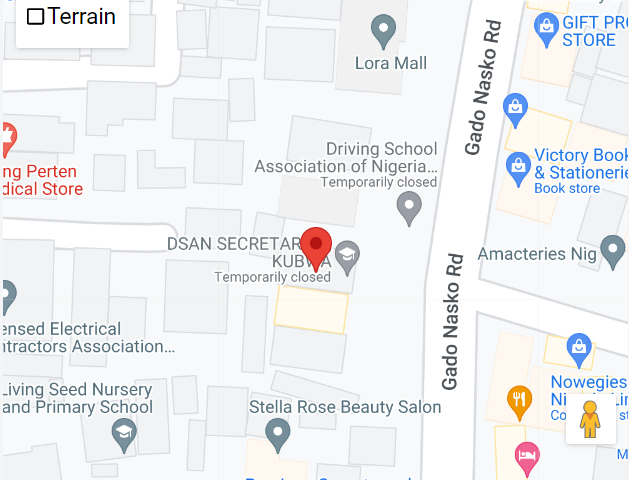 Terrain
GIFT PRO
STORE
Lora Mall
Gado Nasko Rd
Driving School
Association of Nigeria...
Temporarily closed
Victory Book
& Stationerie
Book store
ng Perten
dical Store
DSAN SECRETAR
KUBWA
Temporarily closed
Amacteries Nig
Gado Nasko Rd
ensed Electrical
ntractors Association...
Living Seed Nursery
and Primary School
Nowegies
Stella Rose Beauty Salon